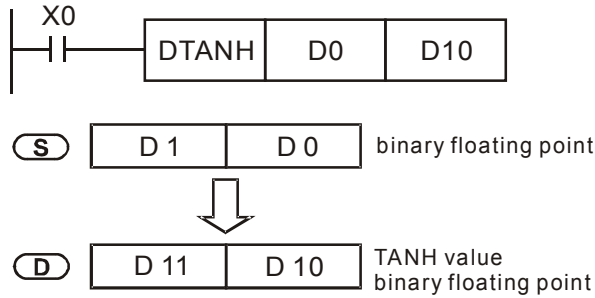 X0
DTANH D0 D10
S D 1 D 0 binary floating point
D D 11 D 10 TANH value
binary floating point